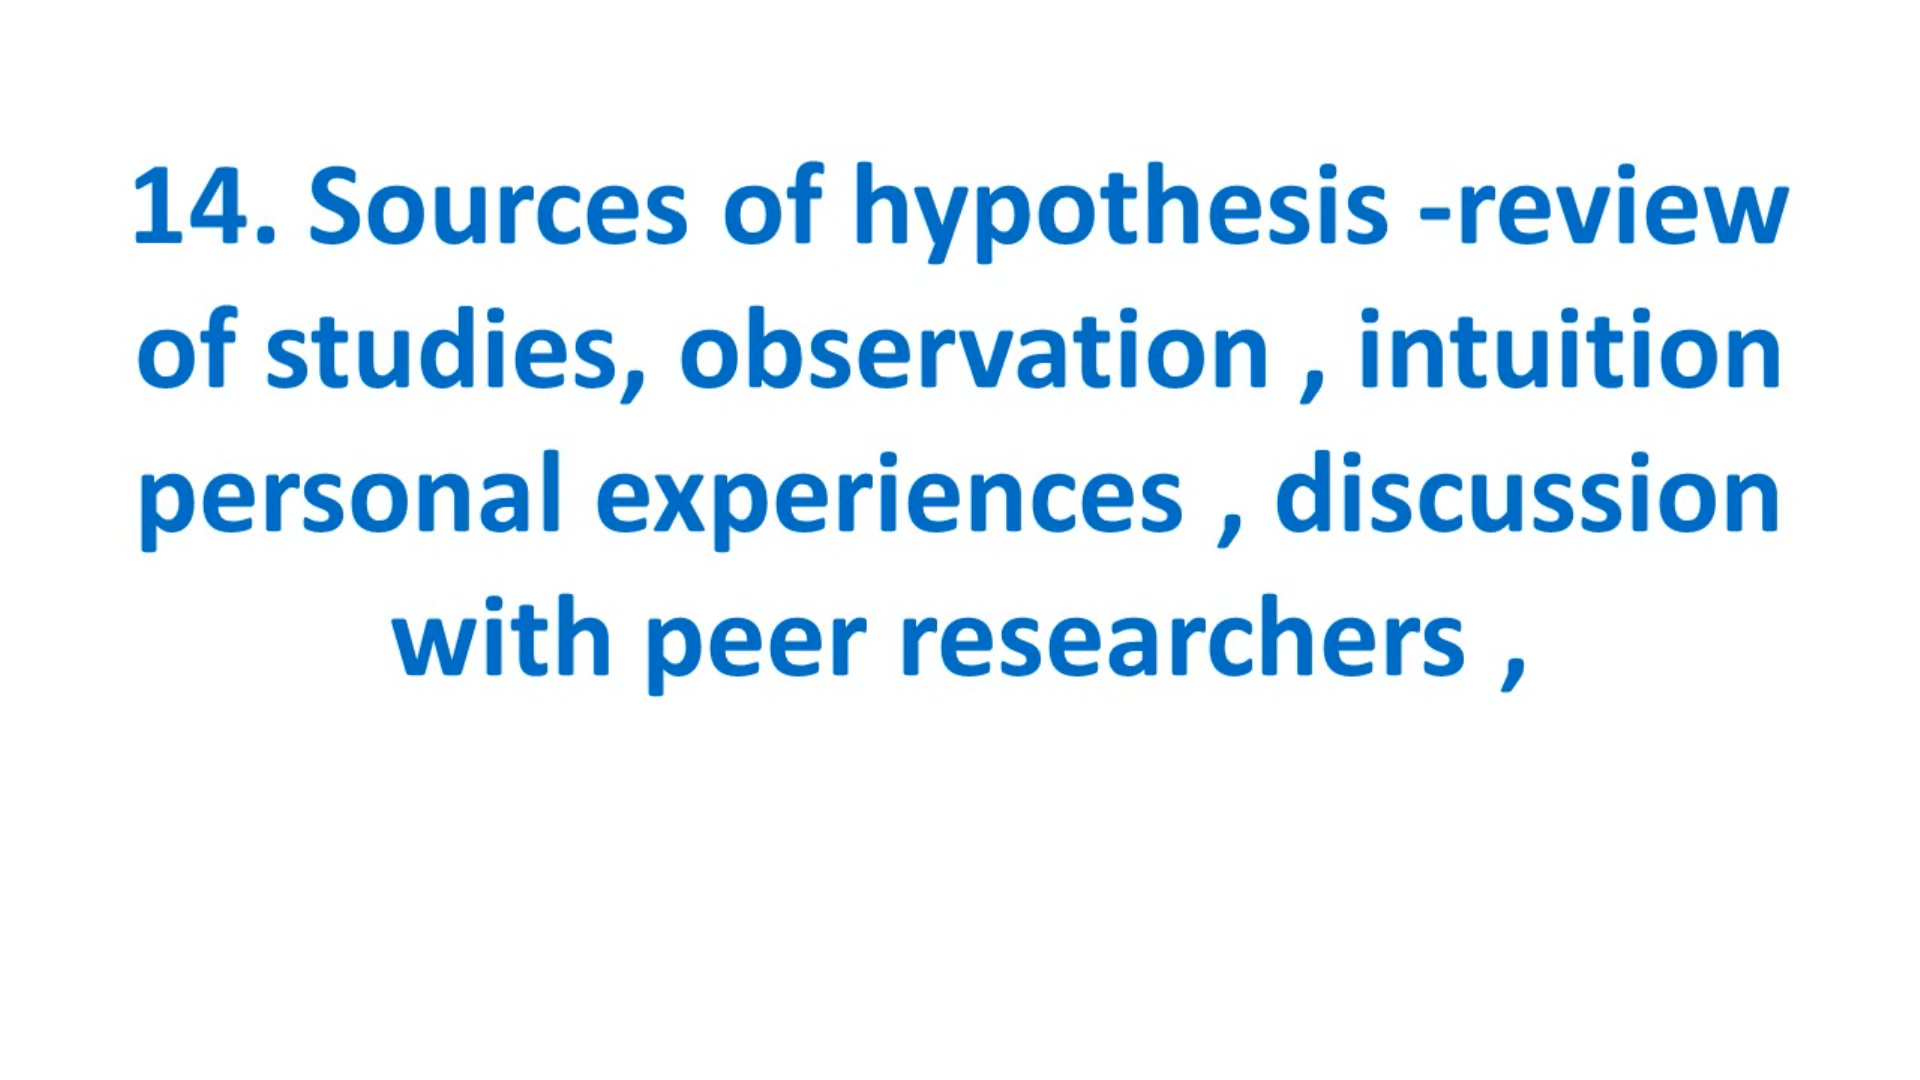 14. Sources of hypothesis -review
of studies, observation , intuition
personal experiences , discussion
with peer researchers ,